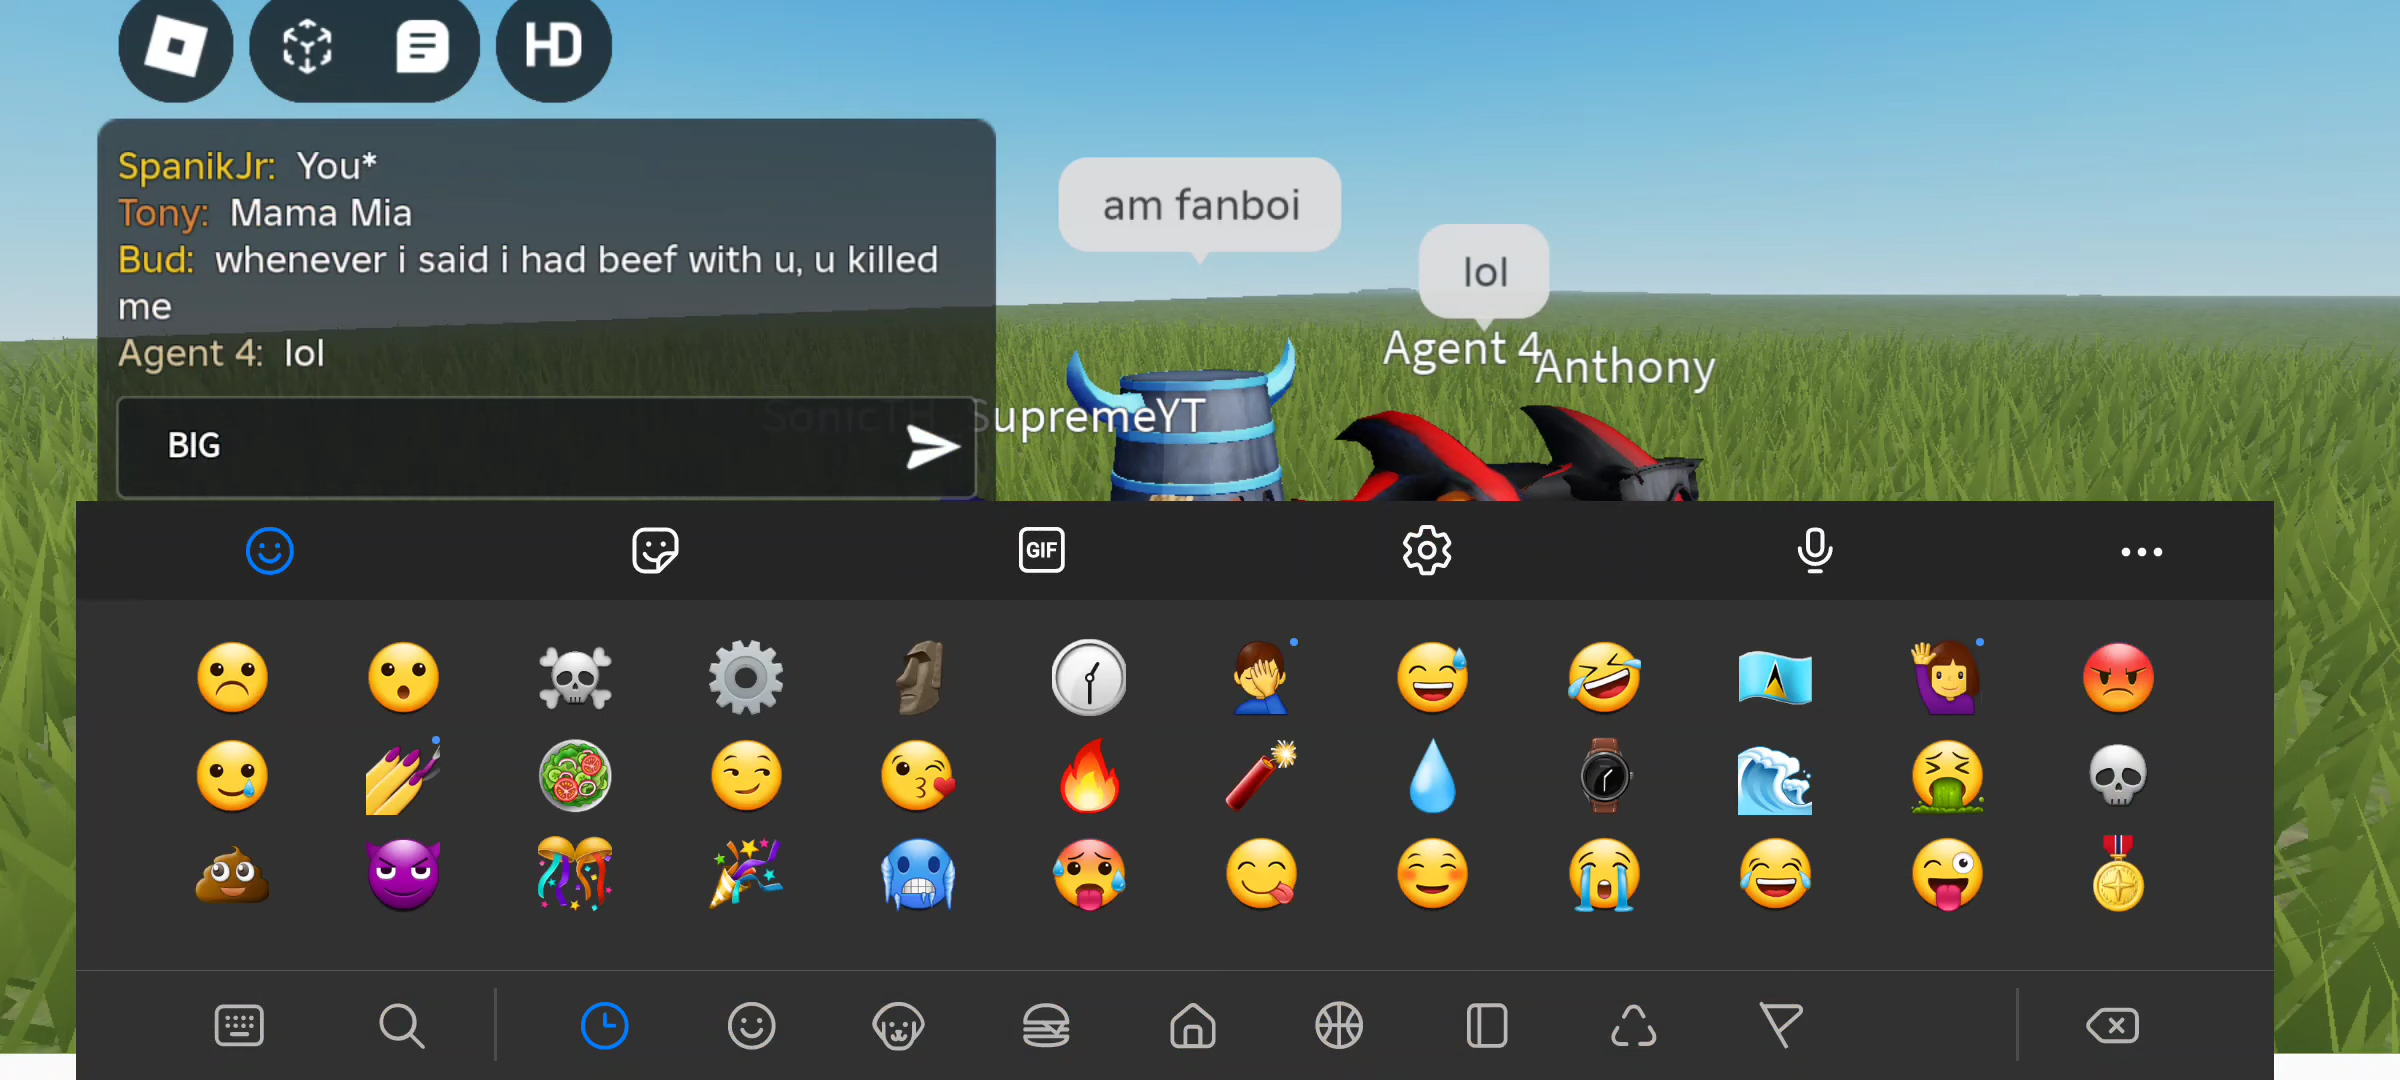 HD
SpanikJr: You*
Tony: Mama Mia
Bud: whenever i said i had beef with u, u killed
me
Agent 4: lol
BIG
am fanboi
lol
Agent 4
Anthony
SonicTH_SupremeYT
GIF